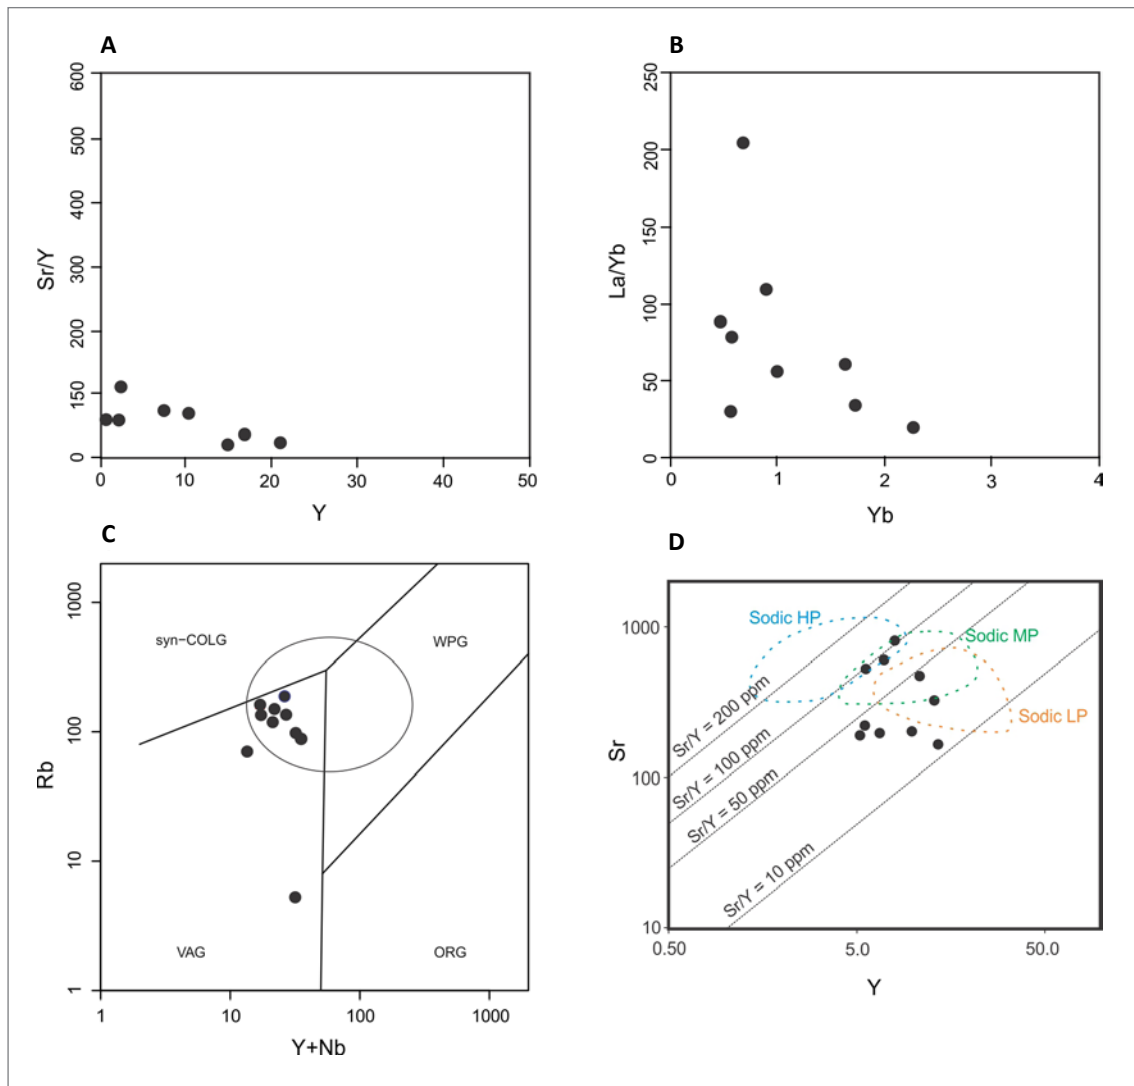 A
600
500
400
300
200
150
0
Sr/Y
0
10
20
30
40
50
Y
B
250
200
150
100
50
0
La/Yb
0
1
2
3
4
Yb
C
1000
100
10
1
Rb
syn−COLG
WPG
VAG
ORG
1
10
100
1000
Y+Nb
D
1000
100
10
Sr
Sodic HP
Sodic MP
Sodic LP
Sr/Y = 200 ppm
Sr/Y = 100 ppm
Sr/Y = 50 ppm
Sr/Y = 10 ppm
0.50
5.0
50.0
Y